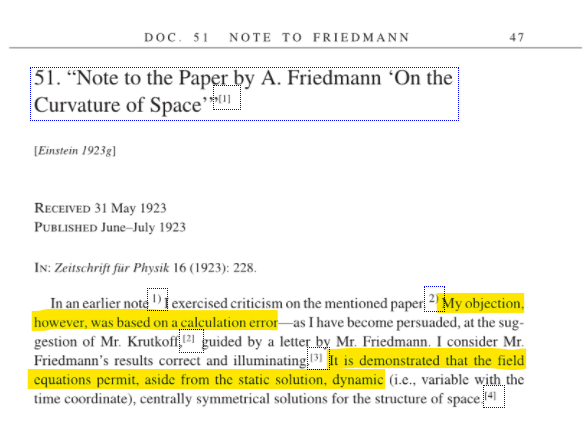 DOC. 51 NOTE TO FRIEDMANN 47
51. “Note to the Paper by A. Friedmann ‘On the
Curvature of Space’”[1]
[Einstein 1923g]
RECEIVED 31 May 1923
PUBLISHED June–July 1923
IN: Zeitschrift für Physik 16 (1923): 228.
In an earlier note 1) I exercised criticism on the mentioned paper 2) My objection,
however, was based on a calculation error—as I have become persuaded, at the sug-
gestion of Mr. Krutkoff,[2] guided by a letter by Mr. Friedmann. I consider Mr.
Friedmann’s results correct and illuminating.[3] It is demonstrated that the field
equations permit, aside from the static solution, dynamic (i.e., variable with the
time coordinate), centrally symmetrical solutions for the structure of space.[4]